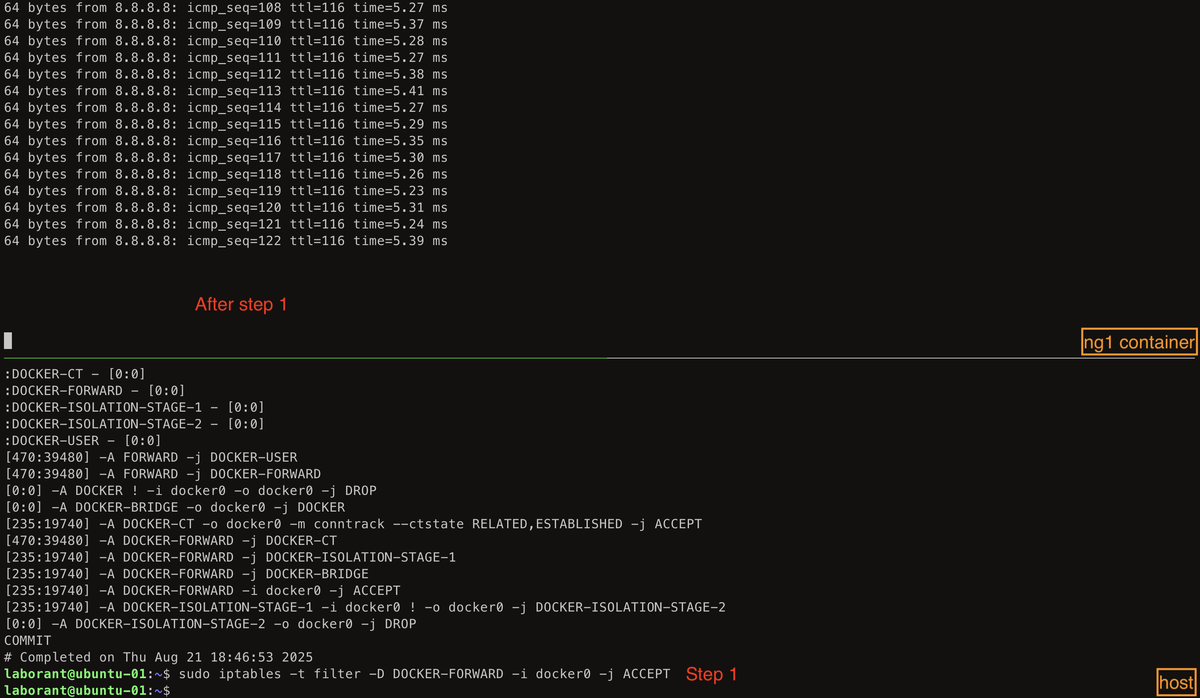 64 bytes from 8.8.8.8: icmp_seq=108 ttl=116 time=5.27 ms
64 bytes from 8.8.8.8: icmp_seq=109 ttl=116 time=5.37 ms
64 bytes from 8.8.8.8: icmp_seq=110 ttl=116 time=5.28 ms
64 bytes from 8.8.8.8: icmp_seq=111 ttl=116 time=5.27 ms
64 bytes from 8.8.8.8: icmp_seq=112 ttl=116 time=5.38 ms
64 bytes from 8.8.8.8: icmp_seq=113 ttl=116 time=5.41 ms
64 bytes from 8.8.8.8: icmp_seq=114 ttl=116 time=5.27 ms
64 bytes from 8.8.8.8: icmp_seq=115 ttl=116 time=5.29 ms
64 bytes from 8.8.8.8: icmp_seq=116 ttl=116 time=5.35 ms
64 bytes from 8.8.8.8: icmp_seq=117 ttl=116 time=5.30 ms
64 bytes from 8.8.8.8: icmp_seq=118 ttl=116 time=5.26 ms
64 bytes from 8.8.8.8: icmp_seq=119 ttl=116 time=5.23 ms
64 bytes from 8.8.8.8: icmp_seq=120 ttl=116 time=5.31 ms
64 bytes from 8.8.8.8: icmp_seq=121 ttl=116 time=5.24 ms
64 bytes from 8.8.8.8: icmp_seq=122 ttl=116 time=5.39 ms
After step 1
ng1 container
:DOCKER-CT - [0:0]
:DOCKER-FORWARD - [0:0]
:DOCKER-ISOLATION-STAGE-1 - [0:0]
:DOCKER-ISOLATION-STAGE-2 - [0:0]
:DOCKER-USER - [0:0]
[470:39480] -A FORWARD -j DOCKER-USER
[470:39480] -A FORWARD -j DOCKER-FORWARD
[0:0] -A DOCKER ! -i docker0 -o docker0 -j DROP
[0:0] -A DOCKER-BRIDGE -o docker0 -j DOCKER
[235:19740] -A DOCKER-CT -o docker0 -m conntrack --ctstate RELATED,ESTABLISHED -j ACCEPT
[470:39480] -A DOCKER-FORWARD -j DOCKER-CT
[235:19740] -A DOCKER-FORWARD -j DOCKER-ISOLATION-STAGE-1
[235:19740] -A DOCKER-FORWARD -j DOCKER-BRIDGE
[235:19740] -A DOCKER-FORWARD -i docker0 -j ACCEPT
[235:19740] -A DOCKER-ISOLATION-STAGE-1 -i docker0 ! -o docker0 -j DOCKER-ISOLATION-STAGE-2
[0:0] -A DOCKER-ISOLATION-STAGE-2 -o docker0 -j DROP
COMMIT
# Completed on Thu Aug 21 18:46:53 2025
laborant@ubuntu-01:~$ sudo iptables -t filter -D DOCKER-FORWARD -i docker0 -j ACCEPT Step 1
laborant@ubuntu-01:~$
host